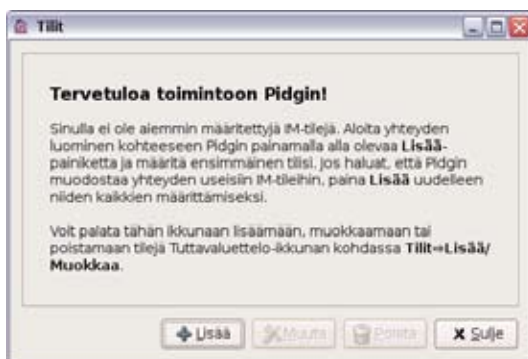 Tilit
Tervetuloa toimintoon Pidgin!
Sinulla ei ole aiemmin määritettyjä IM-tilejä. Aloita yhteyden
luominen kohteeseen Pidgin painamalla alla olevaa Lisää-
painiketta ja määritä ensimmäinen tilisi. Jos haluat, että Pidgin
muodostaa yhteyden useisiin IM-tileihin, paina Lisää uudelleen
niiden kaikkien määrittämiseksi.
Voit palata tähän ikkunaan lisäämään, muokkaamaan tai
poistamaan tilejä Tuttavaluettelo-ikkunan kohdassa Tilit→Lisää/
Muokkaa.
Lisää Muuta Poista Sulje